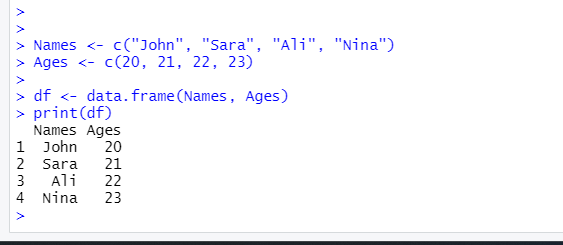 >
>
> Names <- c("John", "Sara", "Ali", "Nina")
> Ages <- c(20, 21, 22, 23)
>
> df <- data.frame(Names, Ages)
> print(df)
  Names Ages
1  John   20
2  Sara   21
3   Ali   22
4  Nina   23
>